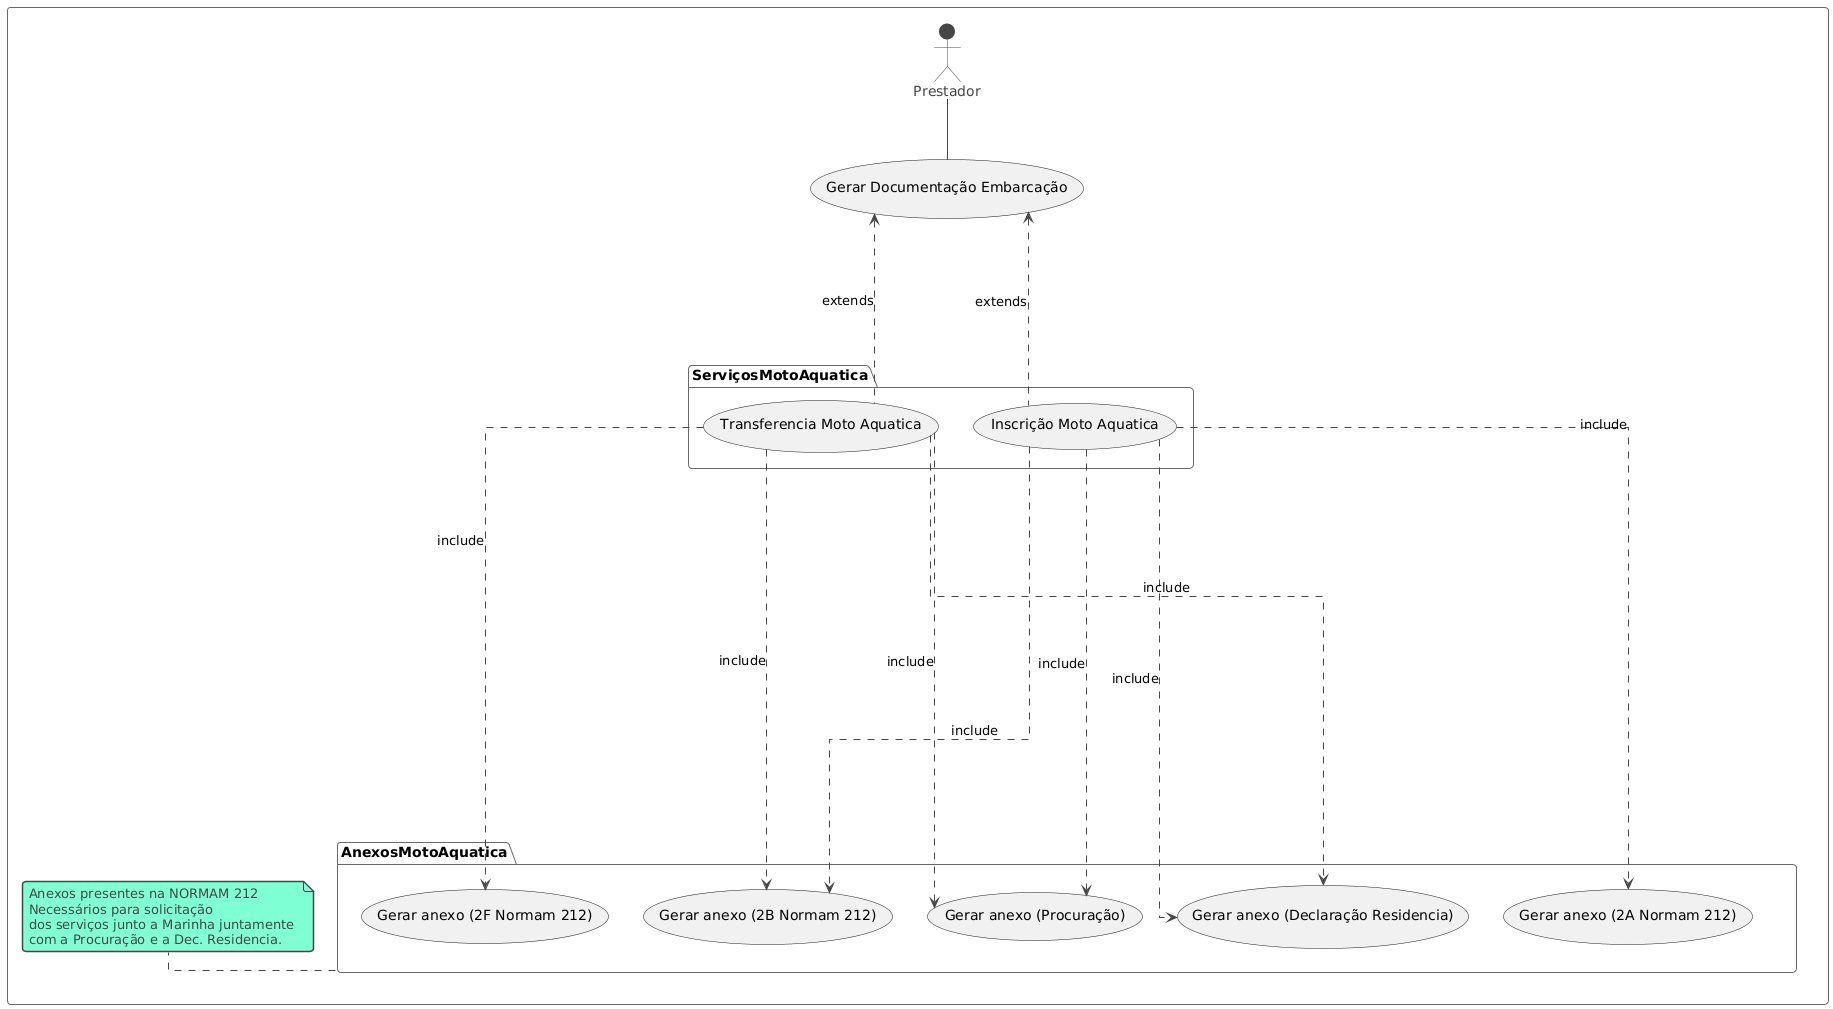 Prestador
Gerar Documentação Embarcação
extends
extends
ServiçosMotoAquatica
Transferencia Moto Aquatica
Inscrição Moto Aquatica
include
include
include
include
include
include
include
include
AnexosMotoAquatica
Anexos presentes na NORMAM 212
Necessários para solicitação
dos serviços junto a Marinha juntamente
com a Procuração e a Dec. Residencia.
Gerar anexo (2F Normam 212)
Gerar anexo (2B Normam 212)
Gerar anexo (Procuração)
Gerar anexo (Declaração Residencia)
Gerar anexo (2A Normam 212)